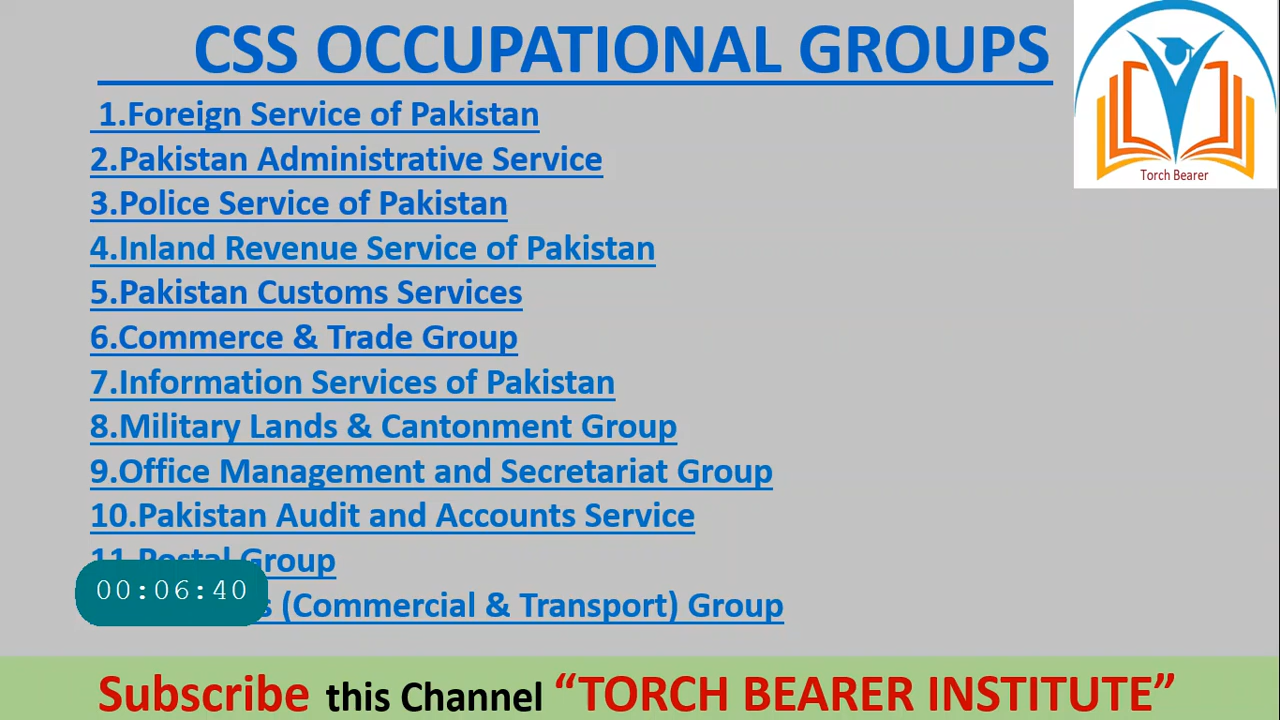 CSS OCCUPATIONAL GROUPS
Torch Bearer
1.Foreign Service of Pakistan
2.Pakistan Administrative Service
3.Police Service of Pakistan
4.Inland Revenue Service of Pakistan
5.Pakistan Customs Services
6.Commerce & Trade Group
7.Information Services of Pakistan
8.Military Lands & Cantonment Group
9.Office Management and Secretariat Group
10.Pakistan Audit and Accounts Service
11.Postal Group
00:06:40
(Commercial & Transport) Group
Subscribe this Channel “TORCH BEARER INSTITUTE”